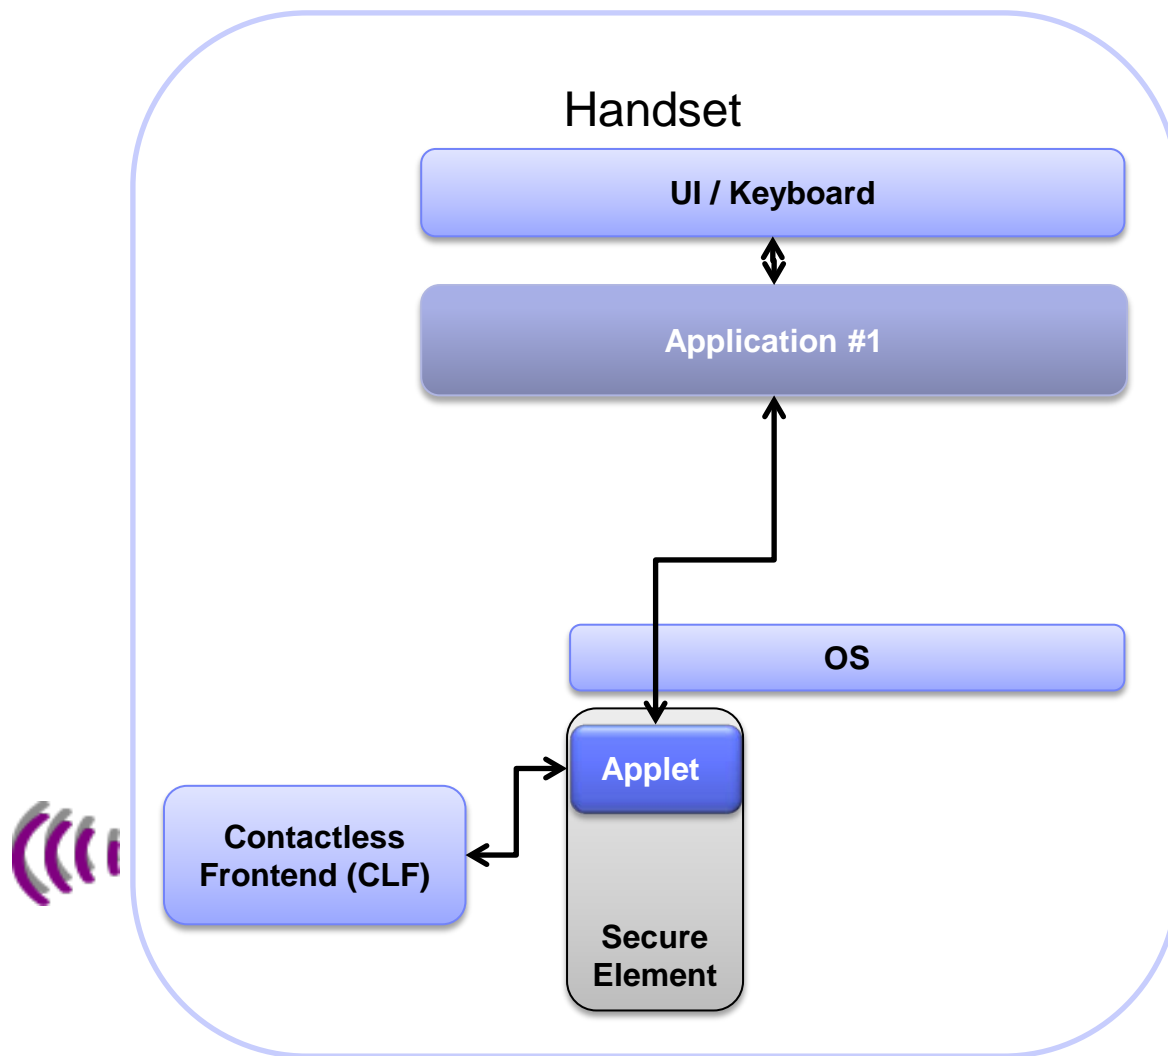 Handset
UI / Keyboard
Application #1
OS
Applet
Contactless
Frontend (CLF)
Secure
Element